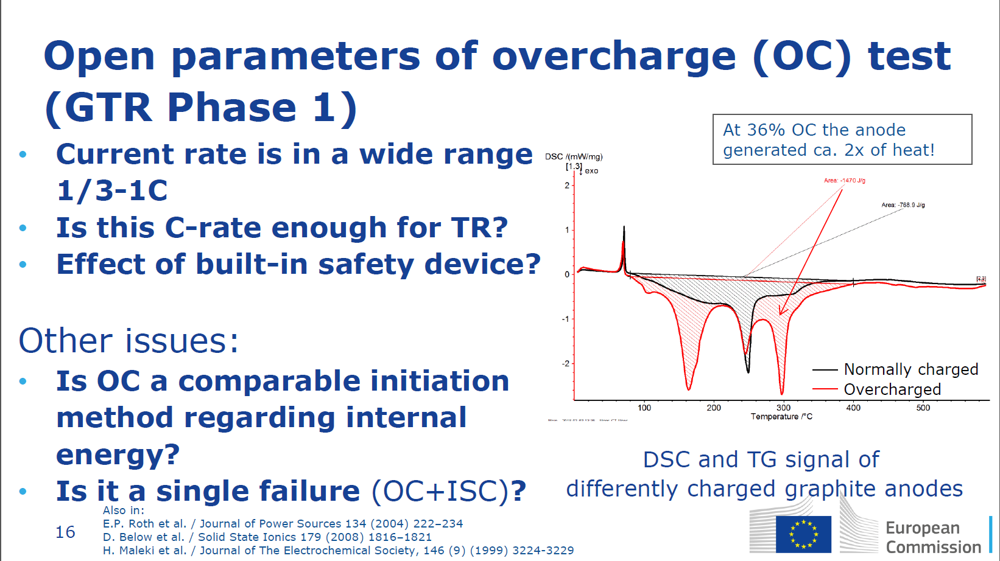 Open parameters of overcharge (OC) test
(GTR Phase 1)
• Current rate is in a wide range
1/3-1C
• Is this C-rate enough for TR?
• Effect of built-in safety device?
Other issues:
• Is OC a comparable initiation
method regarding internal
energy?
• Is it a single failure (OC+ISC)?
Also in:
E.P. Roth et al. / Journal of Power Sources 134 (2004) 222–234
D. Below et al. / Solid State Ionics 179 (2008) 1816–1821
H. Maleki et al. / Journal of The Electrochemical Society, 146 (9) (1999) 3224-3229
16
At 36% OC the anode
generated ca. 2x of heat!
DSC /(mW/mg)
[1.3]
↓ exo
Area: -1470 J/g
Area: -768.9 J/g
2
1
0
-1
-2
Normally charged
Overcharged
100 200 300 400 500
Temperature /°C
DSC and TG signal of
differently charged graphite anodes
European
Commission